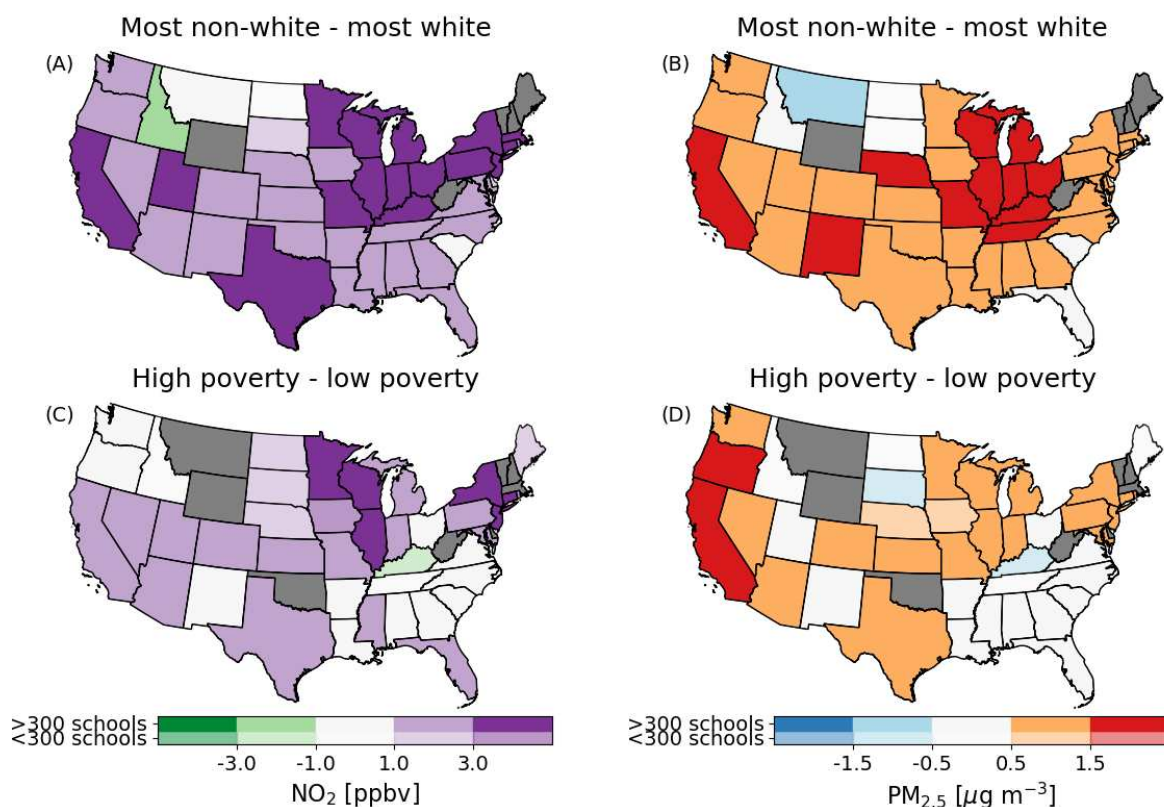 Most non-white - most white
Most non-white - most white
(A)
(B)
High poverty - low poverty
High poverty - low poverty
(C)
(D)
>300 schools
<300 schools
-3.0 -1.0 1.0 3.0
NO₂ [ppbv]
>300 schools
<300 schools
-1.5 -0.5 0.5 1.5
PM₂.₅ [μg m⁻³]